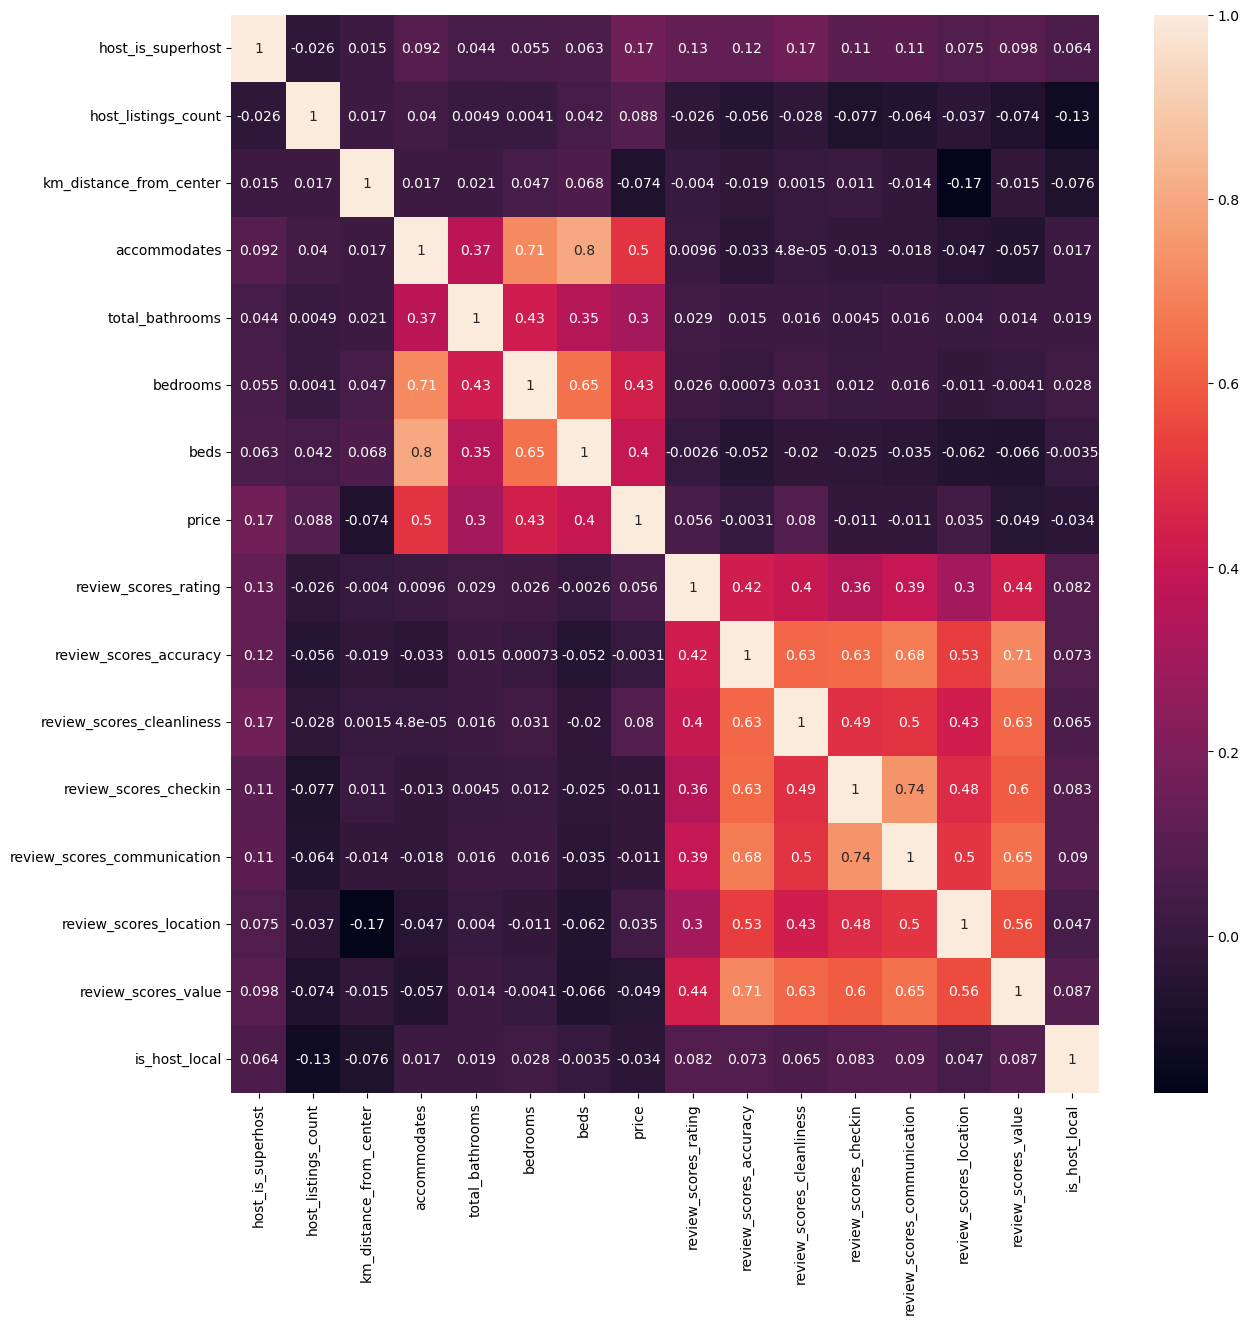 host_is_superhost 1 -0.026 0.015 0.092 0.044 0.055 0.063 0.17 0.13 0.12 0.17 0.11 0.11 0.075 0.098 0.064 1.0
host_listings_count -0.026 1 0.017 0.04 0.0049 0.0041 0.042 0.088 -0.026 -0.056 -0.028 -0.077 -0.064 -0.037 -0.074 -0.13
km_distance_from_center 0.015 0.017 1 0.017 0.021 0.047 0.068 -0.074 -0.004 -0.019 0.0015 0.011 -0.014 -0.17 -0.015 -0.076
0.8
accommodates 0.092 0.04 0.017 1 0.37 0.71 0.8 0.5 0.0096 -0.033 4.8e-05 -0.013 -0.018 -0.047 -0.057 0.017
total_bathrooms 0.044 0.0049 0.021 0.37 1 0.43 0.35 0.3 0.029 0.015 0.016 0.0045 0.016 0.004 0.014 0.019
bedrooms 0.055 0.0041 0.047 0.71 0.43 1 0.65 0.43 0.026 0.00073 0.031 0.012 0.016 -0.011 -0.0041 0.028
0.6
beds 0.063 0.042 0.068 0.8 0.35 0.65 1 0.4 -0.0026 -0.052 -0.02 -0.025 -0.035 -0.062 -0.066 -0.0035
price 0.17 0.088 -0.074 0.5 0.3 0.43 0.4 1 0.056 -0.0031 0.08 -0.011 -0.011 0.035 -0.049 -0.034
0.4
review_scores_rating 0.13 -0.026 -0.004 0.0096 0.029 0.026 -0.0026 0.056 1 0.42 0.4 0.36 0.39 0.3 0.44 0.082
review_scores_accuracy 0.12 -0.056 -0.019 -0.033 0.015 0.00073 -0.052 -0.0031 0.42 1 0.63 0.63 0.68 0.53 0.71 0.073
review_scores_cleanliness 0.17 -0.028 0.0015 4.8e-05 0.016 0.031 -0.02 0.08 0.4 0.63 1 0.49 0.5 0.43 0.63 0.065
0.2
review_scores_checkin 0.11 -0.077 0.011 -0.013 0.0045 0.012 -0.025 -0.011 0.36 0.63 0.49 1 0.74 0.48 0.6 0.083
review_scores_communication 0.11 -0.064 -0.014 -0.018 0.016 0.016 -0.035 -0.011 0.39 0.68 0.5 0.74 1 0.5 0.65 0.09
review_scores_location 0.075 -0.037 -0.17 -0.047 0.004 -0.011 -0.062 0.035 0.3 0.53 0.43 0.48 0.5 1 0.56 0.047
0.0
review_scores_value 0.098 -0.074 -0.015 -0.057 0.014 -0.0041 -0.066 -0.049 0.44 0.71 0.63 0.6 0.65 0.56 1 0.087
is_host_local 0.064 -0.13 -0.076 0.017 0.019 0.028 -0.0035 -0.034 0.082 0.073 0.065 0.083 0.09 0.047 0.087 1
host_is_superhost
host_listings_count
km_distance_from_center
accommodates
total_bathrooms
bedrooms
beds
price
review_scores_rating
review_scores_accuracy
review_scores_cleanliness
review_scores_checkin
review_scores_communication
review_scores_location
review_scores_value
is_host_local